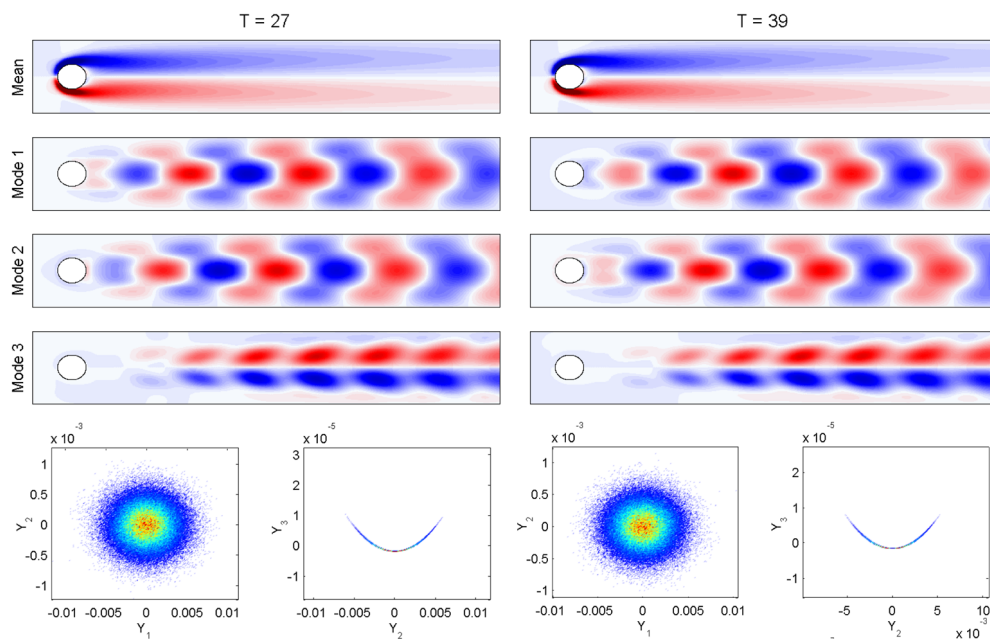 T = 27
T = 39
Mean
Mode 1
Mode 2
Mode 3
x 10 -3
x 10 -5
x 10 -3
x 10 -5
Y2
1
0.5
0
-0.5
-1
-0.01 -0.005 0 0.005 0.01
Y1
Y3
3
2
1
0
-1
-0.01 -0.005 0 0.005 0.01
Y2
Y2
1
0.5
0
-0.5
-1
-0.01 -0.005 0 0.005 0.01
Y1
Y3
2
1
0
-1
-5 0 5 10
x 10 -3
Y2